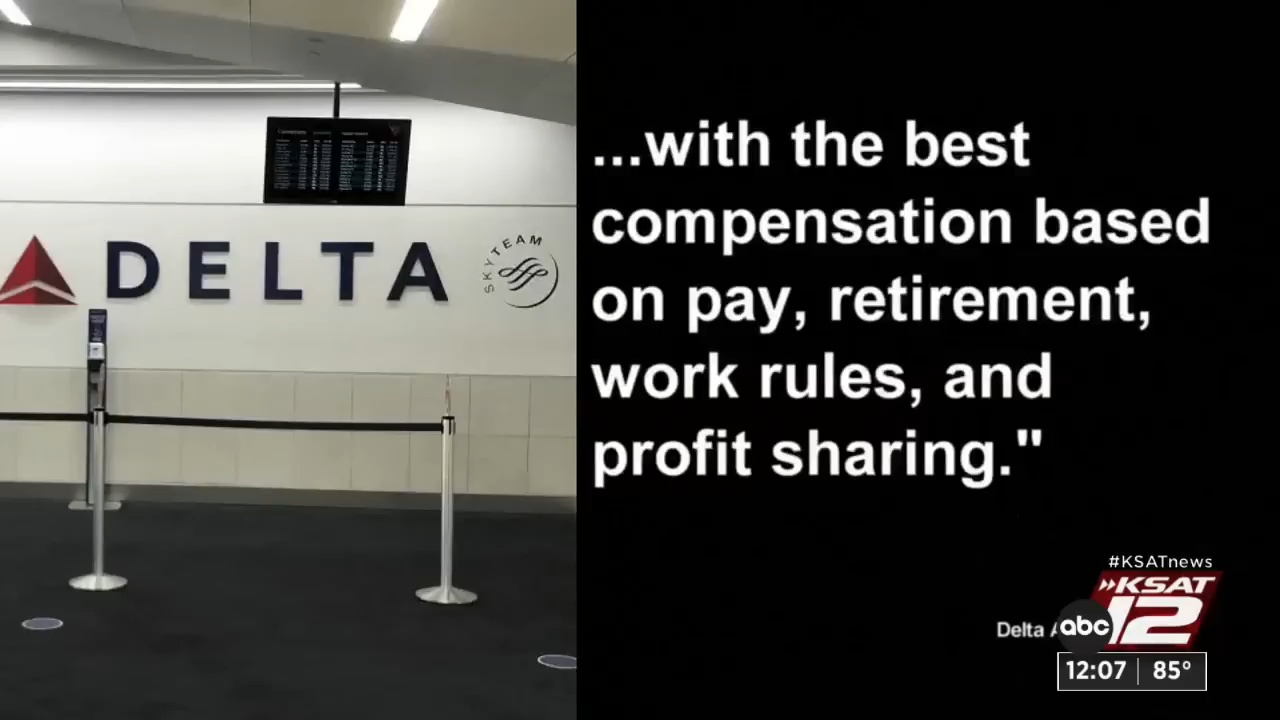 DELTA
SKYTEAM
...with the best
compensation based
on pay, retirement,
work rules, and
profit sharing."
#KSATnews
KSAT
12
Delta
abc
12:07 85°